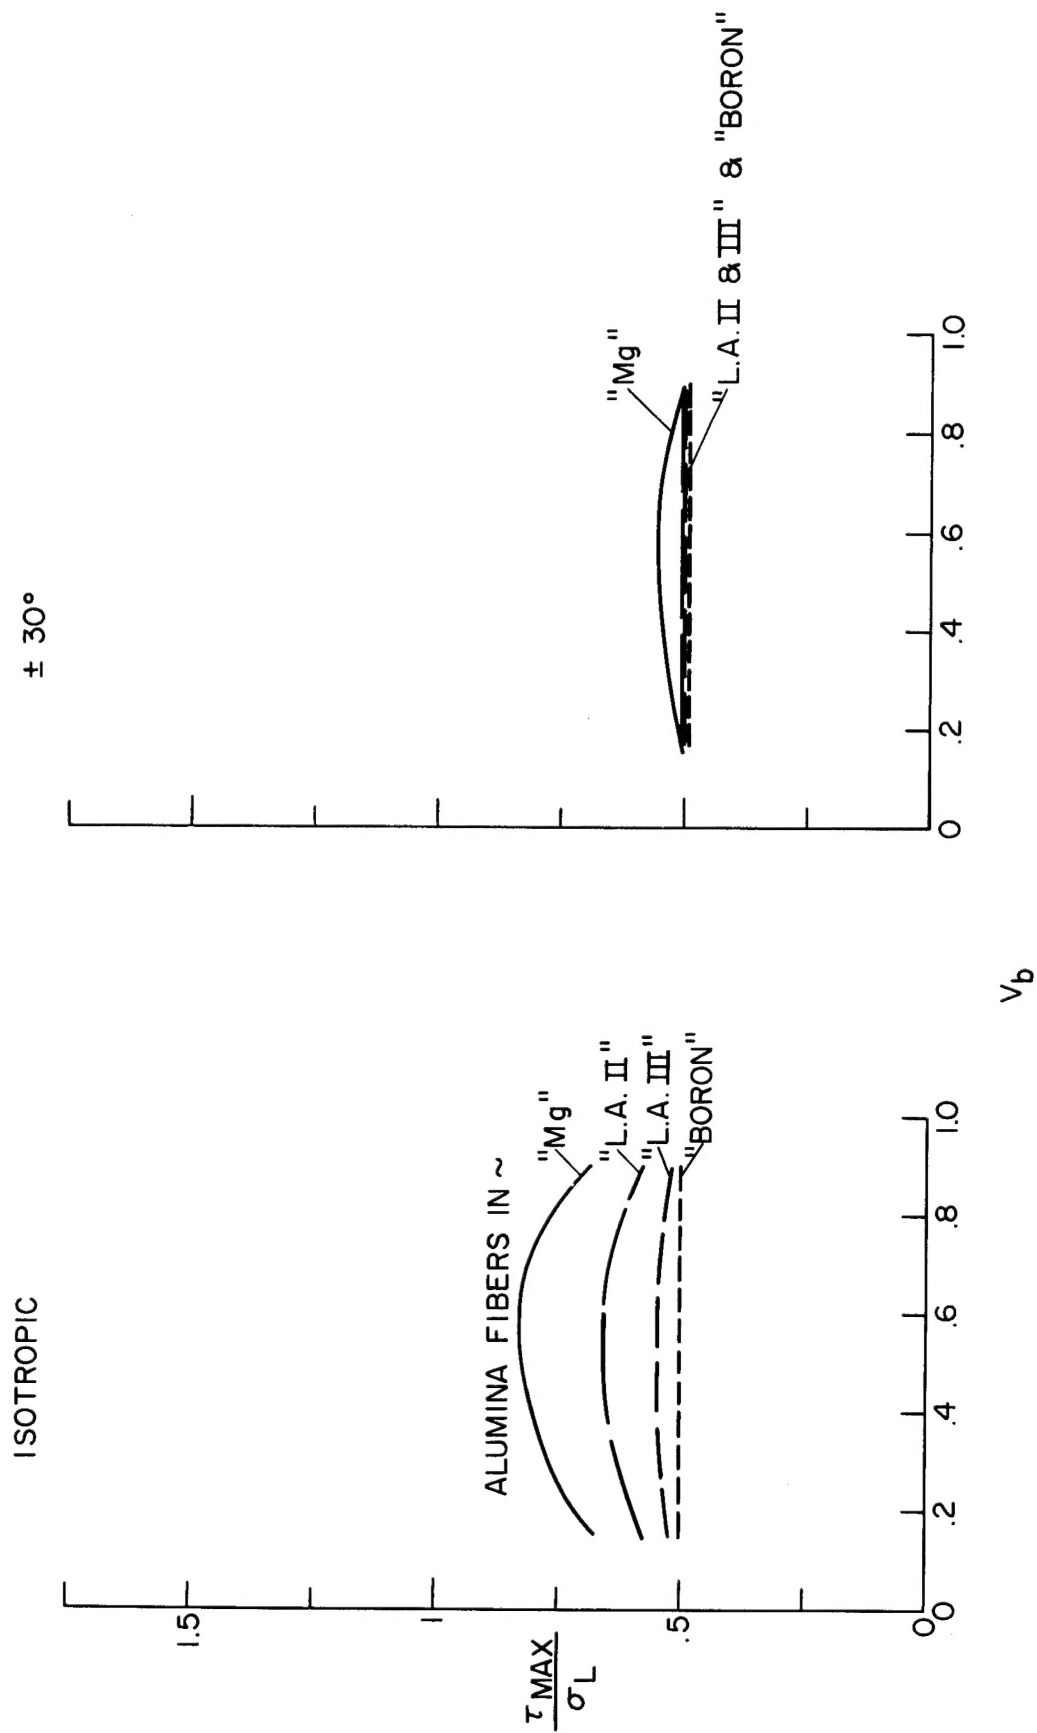 ISOTROPIC
± 30°
τ MAX
σ L
1.5
1
.5
0
ALUMINA FIBERS IN ~
"Mg"
"L.A. II"
"L.A. III"
"BORON"
0 .2 .4 .6 .8 1.0
"Mg"
"L.A. II & III" & "BORON"
0 .2 .4 .6 .8 1.0
V b